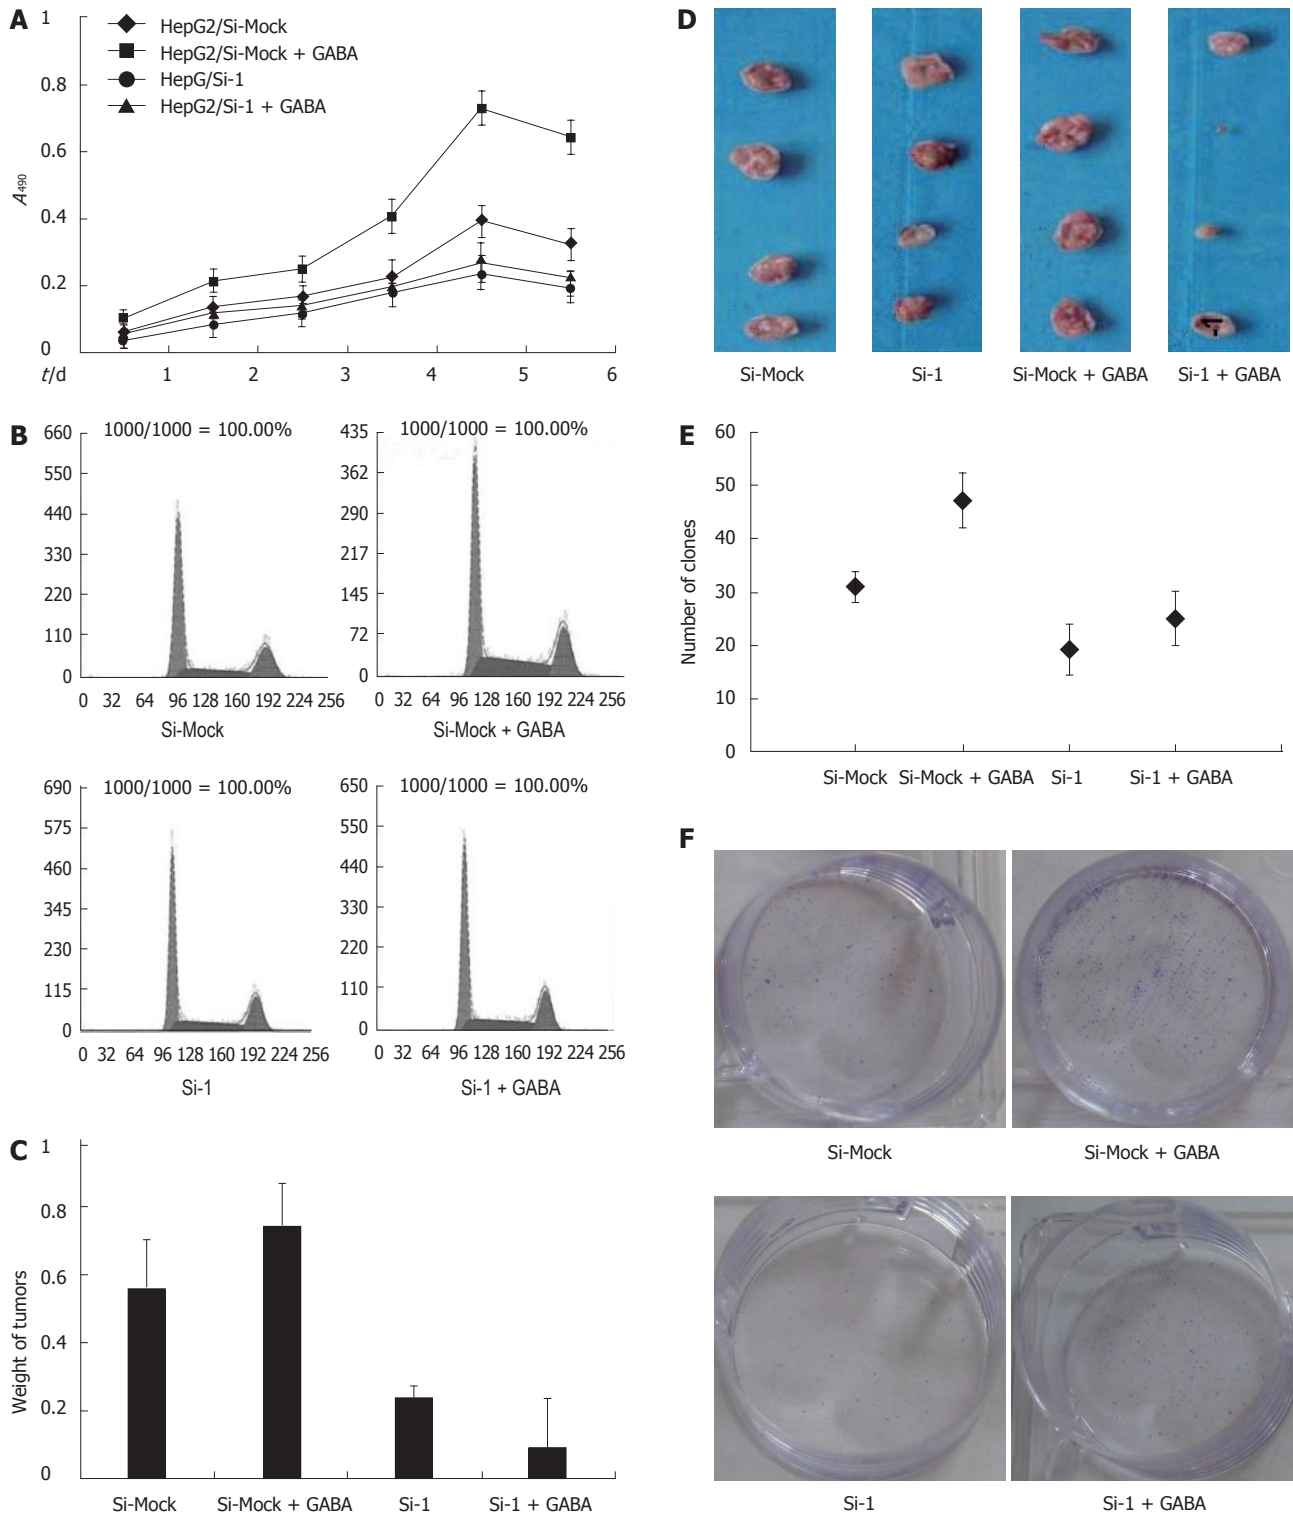 A
1
0.8
0.6
0.4
0.2
0
A490
HepG2/Si-Mock
HepG2/Si-Mock + GABA
HepG/Si-1
HepG2/Si-1 + GABA
t/d 1 2 3 4 5 6
B
660
550
440
330
220
110
0
1000/1000 = 100.00%
0 32 64 96 128 160 192 224 256
Si-Mock
435
362
290
217
145
72
0
1000/1000 = 100.00%
0 32 64 96 128 160 192 224 256
Si-Mock + GABA
690
575
460
345
230
115
0
1000/1000 = 100.00%
0 32 64 96 128 160 192 224 256
Si-1
650
550
440
330
220
110
0
1000/1000 = 100.00%
0 32 64 96 128 160 192 224 256
Si-1 + GABA
C
1
0.8
0.6
0.4
0.2
0
Weight of tumors
Si-Mock Si-Mock + GABA Si-1 Si-1 + GABA
D
Si-Mock Si-1 Si-Mock + GABA Si-1 + GABA
E
60
50
40
30
20
10
0
Number of clones
Si-Mock Si-Mock + GABA Si-1 Si-1 + GABA
F
Si-Mock Si-Mock + GABA
Si-1 Si-1 + GABA